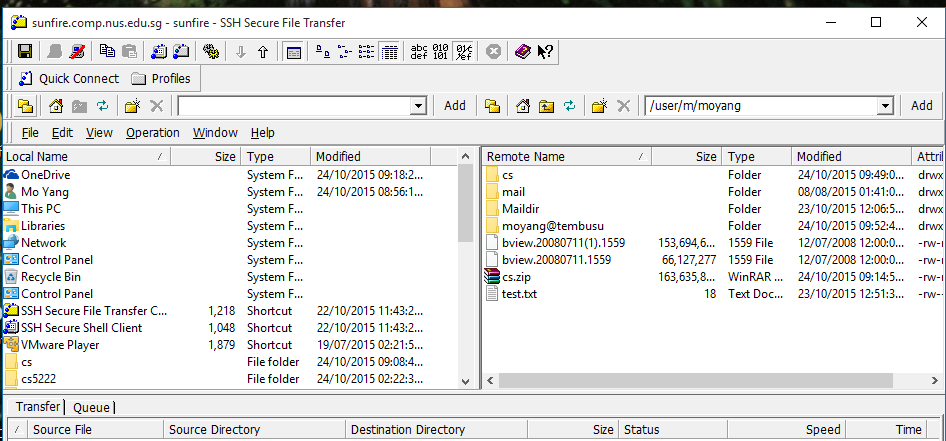 sunfire.comp.nus.edu.sg - sunfire - SSH Secure File Transfer
abc def 010 101
Quick Connect Profiles
Add /user/m/moyang Add
File Edit View Operation Window Help
Local Name / Size Type Modified
OneDrive System F... 24/10/2015 09:18:2...
Mo Yang System F... 24/10/2015 08:56:1...
This PC System F...
Libraries System F...
Network System F...
Control Panel System F...
Recycle Bin System F...
Control Panel System F...
SSH Secure File Transfer C... 1,218 Shortcut 22/10/2015 11:43:2...
SSH Secure Shell Client 1,048 Shortcut 22/10/2015 11:43:2...
VMware Player 1,879 Shortcut 19/07/2015 02:21:5...
cs File folder 24/10/2015 09:08:4...
cs5222 File folder 24/10/2015 02:22:3...
Remote Name / Size Type Modified Attri
cs Folder 24/10/2015 09:49:0... drwx
mail Folder 08/08/2015 01:41:0... drwx
Maildir Folder 23/10/2015 12:06:5... drwx
moyang@tembusu Folder 24/10/2015 09:52:4... drwx
bview.20080711(1).1559 153,694,6... 1559 File 12/07/2008 12:00:0... -rw-
bview.20080711.1559 66,127,277 1559 File 12/07/2008 12:00:0... -rw-
cs.zip 163,635,8... WinRAR ... 24/10/2015 09:14:5... -rw-
test.txt 18 Text Doc... 23/10/2015 12:51:3... -rw-
Transfer Queue
/ Source File Source Directory Destination Directory Size Status Speed Time